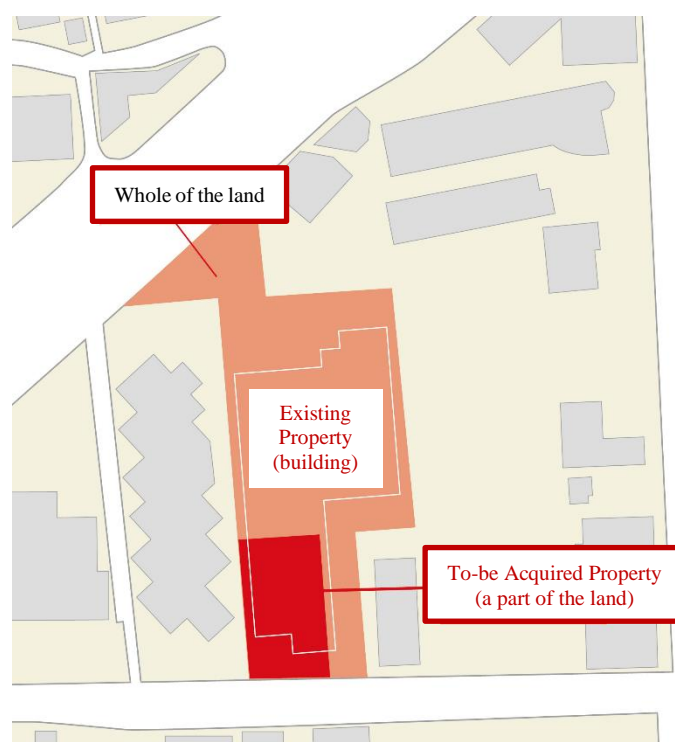 Whole of the land
Existing
Property
(building)
To-be Acquired Property
(a part of the land)